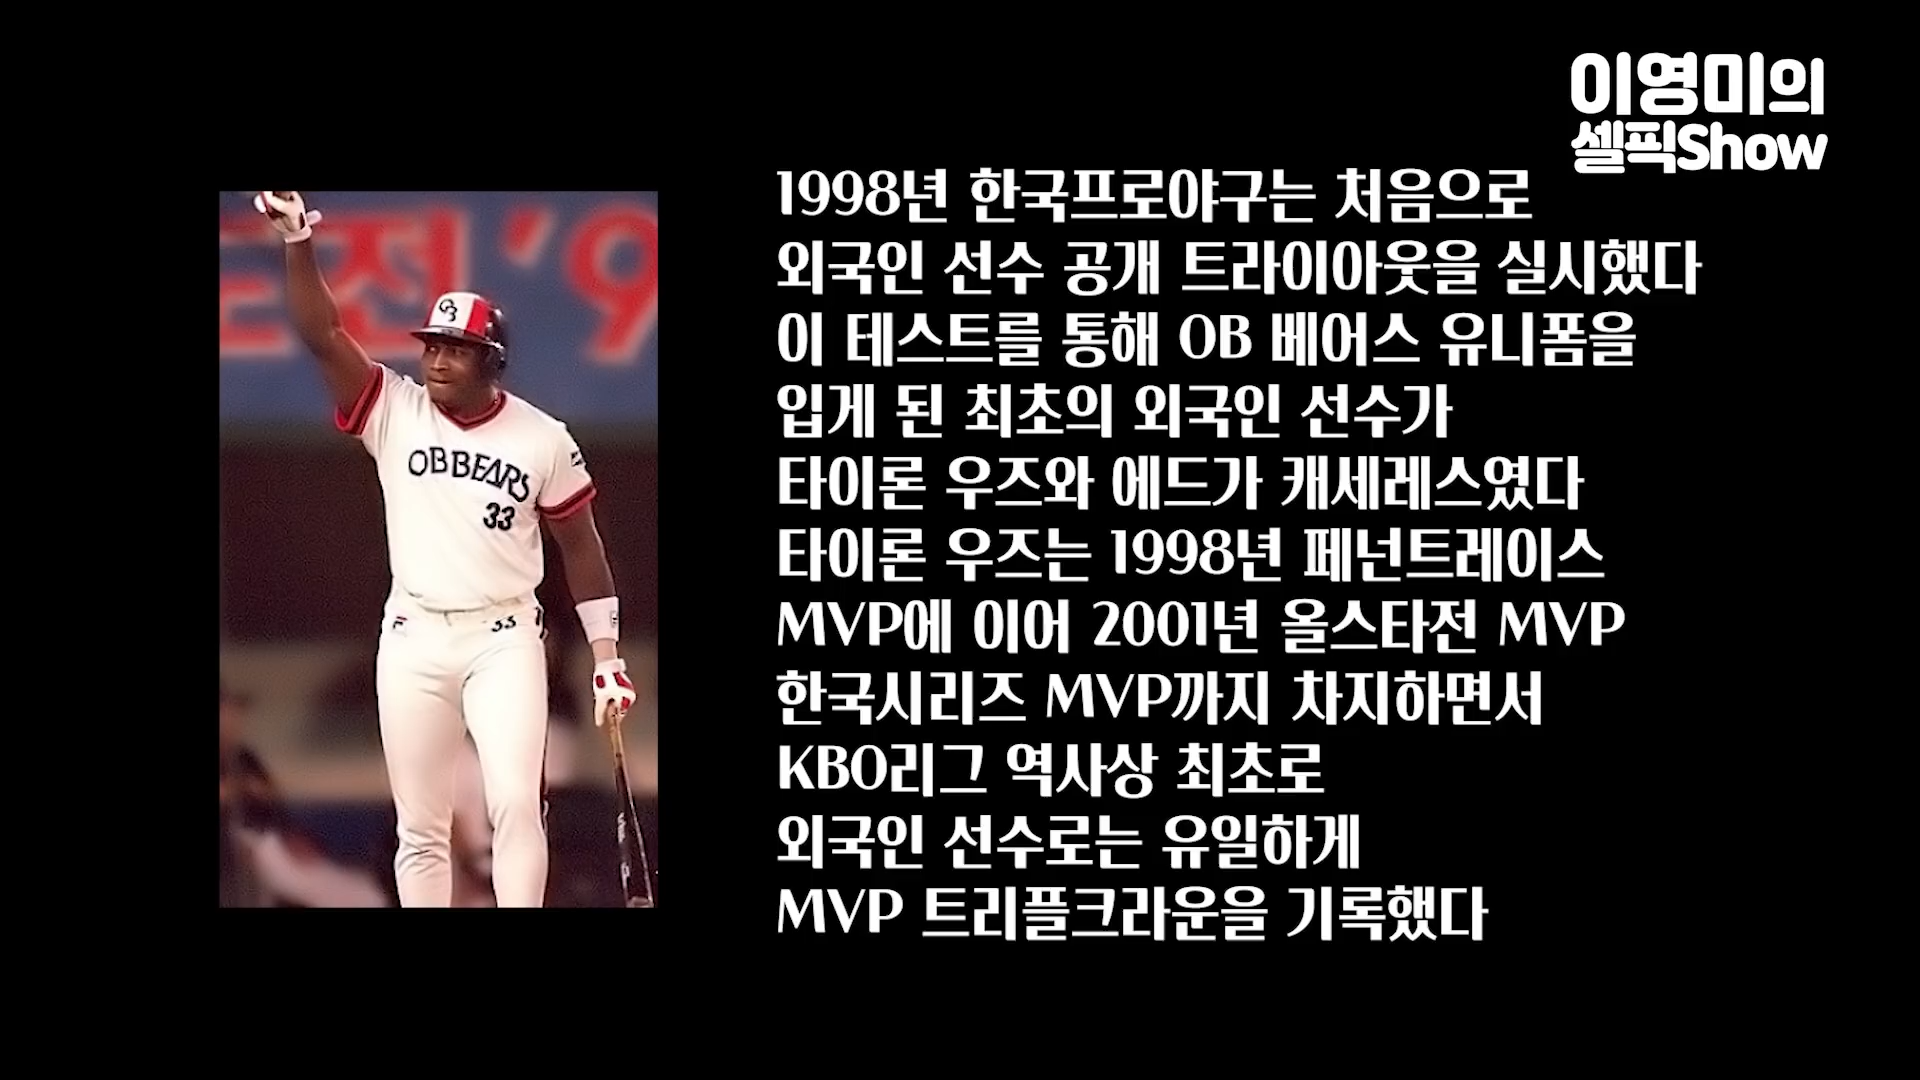 이영미의
셀픽Show
1998년 한국프로야구는 처음으로
외국인 선수 공개 트라이아웃을 실시했다
이 테스트를 통해 OB 베어스 유니폼을
입게 된 최초의 외국인 선수가
타이론 우즈와 에드가 캐세레스였다
타이론 우즈는 1998년 페넌트레이스
MVP에 이어 2001년 올스타전 MVP
한국시리즈 MVP까지 차지하면서
KBO리그 역사상 최초로
외국인 선수로는 유일하게
MVP 트리플크라운을 기록했다
도전 '9
OB
OB BEARS
33
33